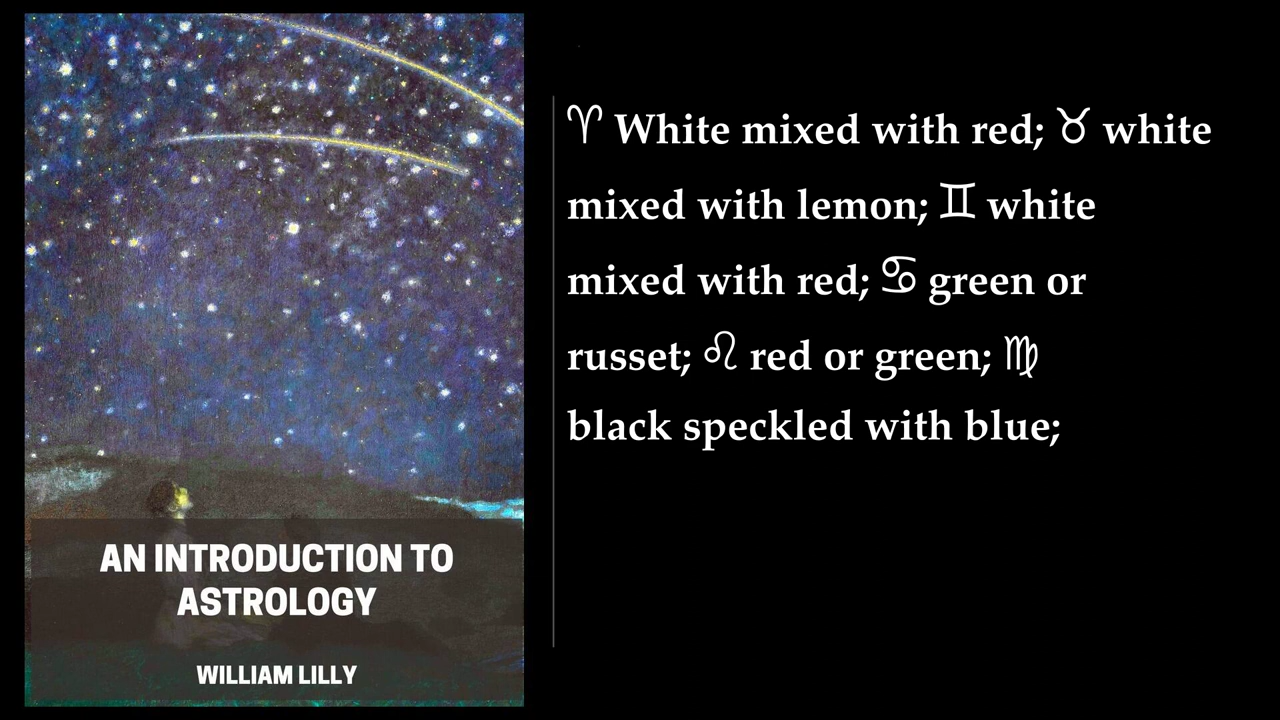 AN INTRODUCTION TO
ASTROLOGY
WILLIAM LILLY
♈ White mixed with red; ♉ white
mixed with lemon; ♊ white
mixed with red; ♋ green or
russet; ♌ red or green; ♍
black speckled with blue;